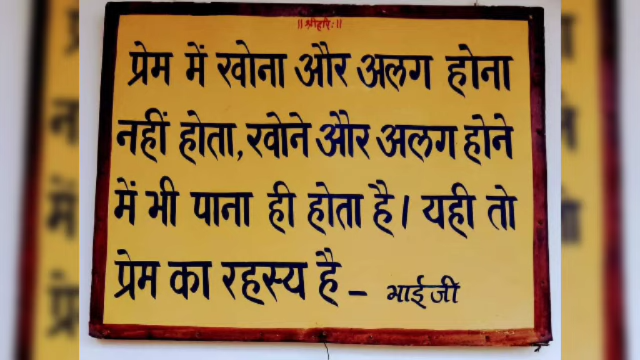 ॥ श्रीहरिः ॥
प्रेम में खोना और अलग होना
नहीं होता, खोने और अलग होने
में भी पाना ही होता है। यही तो
प्रेम का रहस्य है – भाईजी